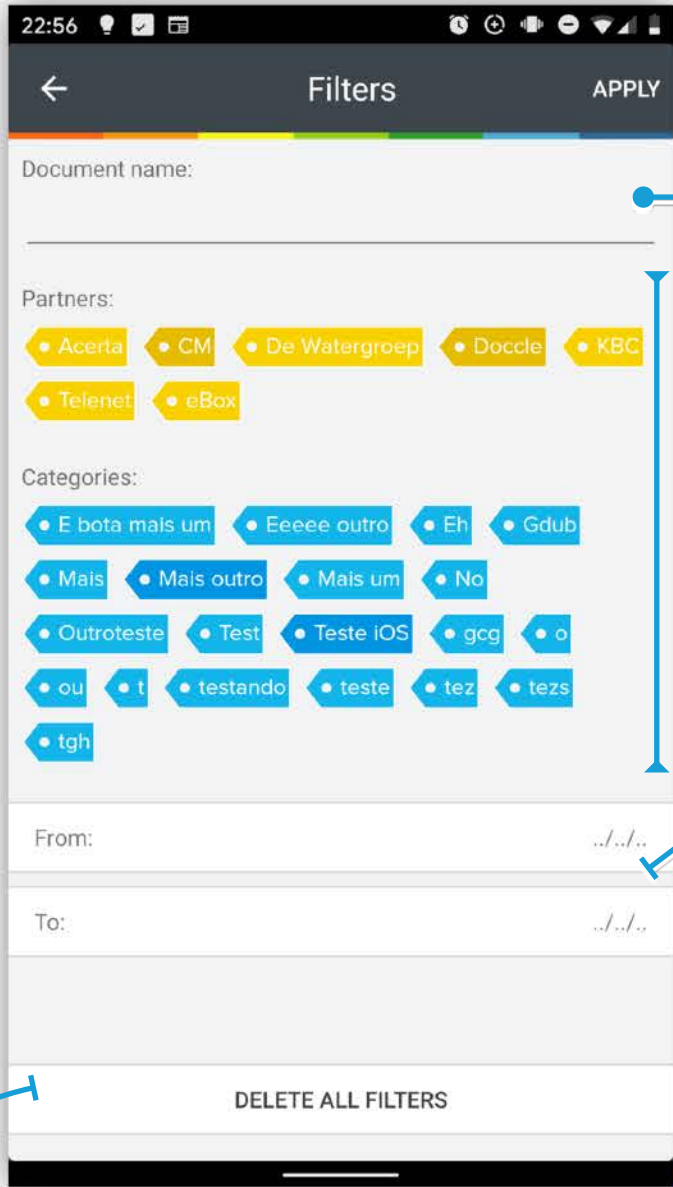 22:56
Filters APPLY
Document name:
Partners:
Acerta CM De Watergroep Doccle KBC
Telenet eBox
Categories:
E bota mais um Eeeee outro Eh Gdub
Mais Mais outro Mais um No
Outroteste Test Teste iOS gcg o
ou t testando teste tez tezs
tgh
From: ../../..
To: ../../..
DELETE ALL FILTERS